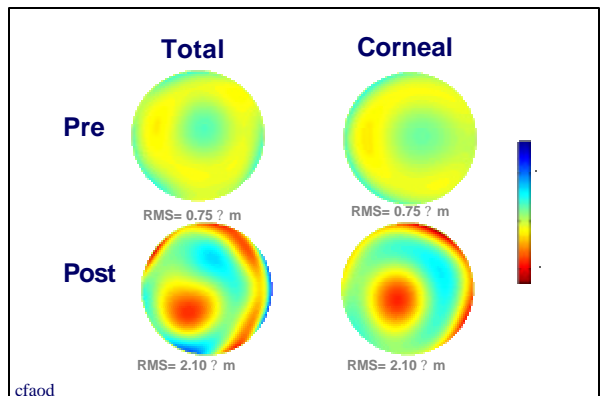 Total Corneal
Pre
RMS= 0.75 ? m RMS= 0.75 ? m
Post
RMS= 2.10 ? m RMS= 2.10 ? m
cfaod